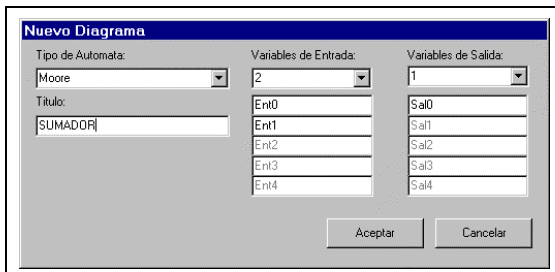 Nuevo Diagrama
Tipo de Automata:
Moore
Titulo:
SUMADOR
Variables de Entrada:
2
Ent0
Ent1
Ent2
Ent3
Ent4
Variables de Salida:
1
Sal0
Sal1
Sal2
Sal3
Sal4
Aceptar
Cancelar